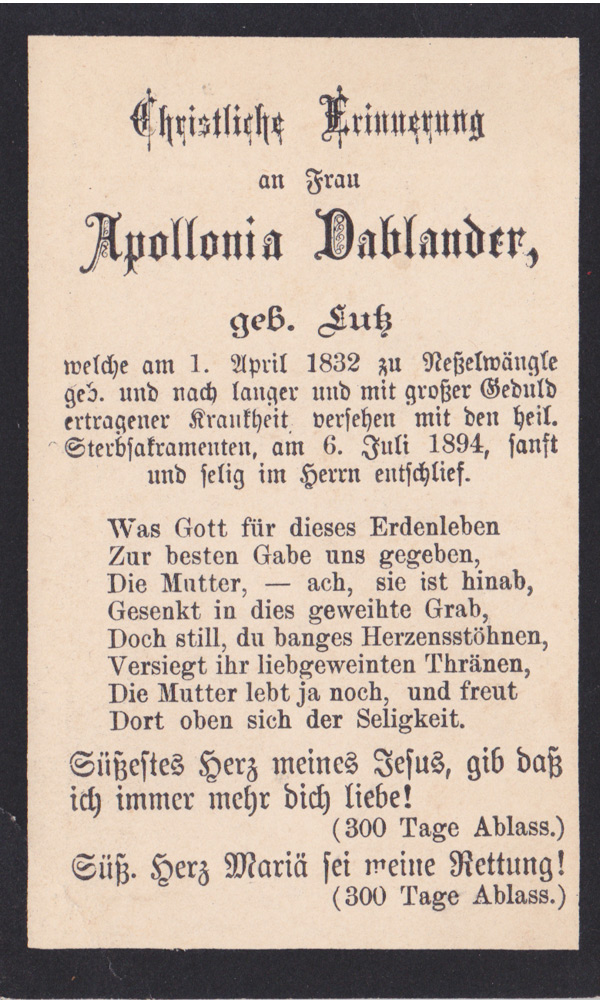 Christliche Erinnerung
an Frau
Apollonia Dablander,
geb. Lutz
welche am 1. April 1832 zu Neßelwängle
geb. und nach langer und mit großer Geduld
ertragener Krankheit versehen mit den heil.
Sterbsakramenten, am 6. Juli 1894, sanft
und selig im Herrn entschlief.
Was Gott für dieses Erdenleben
Zur besten Gabe uns gegeben,
Die Mutter, — ach, sie ist hinab,
Gesenkt in dies geweihte Grab,
Doch still, du banges Herzensstöhnen,
Versiegt ihr liebgeweinten Thränen,
Die Mutter lebt ja noch, und freut
Dort oben sich der Seligkeit.
Süßestes Herz meines Jesus, gib daß
ich immer mehr dich liebe!
(300 Tage Ablass.)
Süß. Herz Mariä sei meine Rettung!
(300 Tage Ablass.)